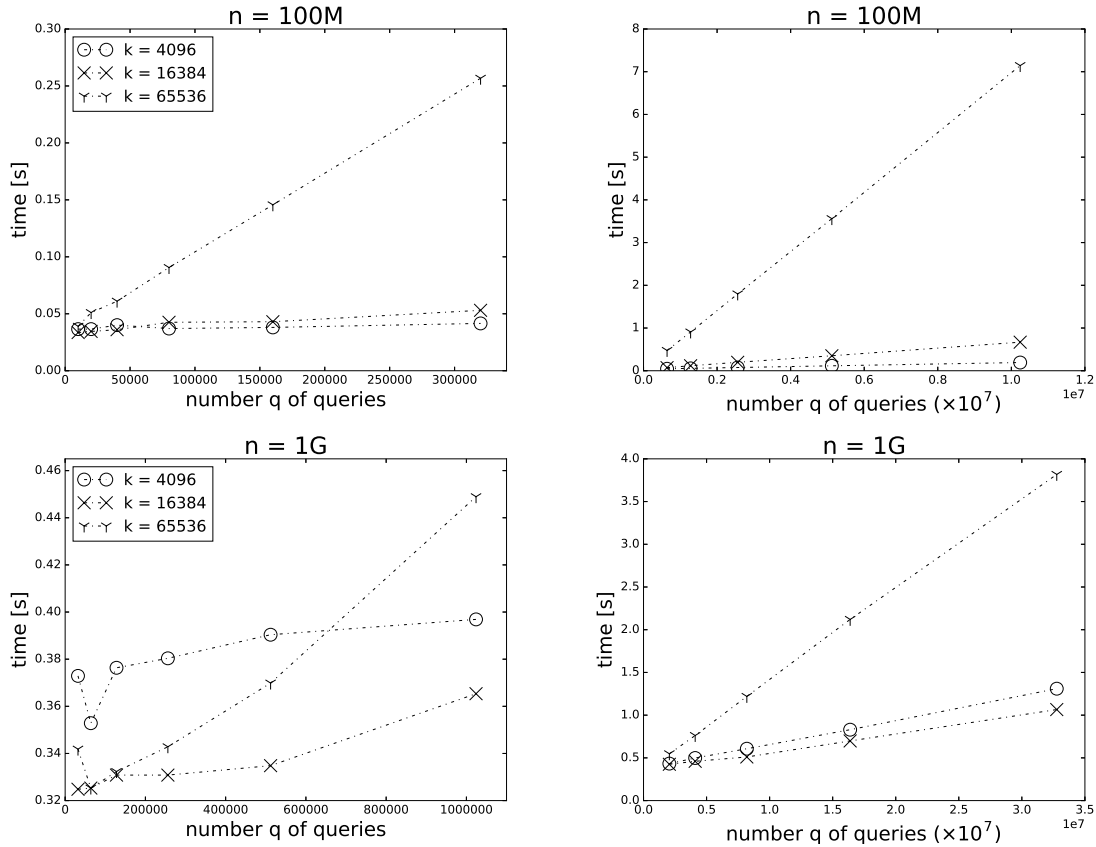 n = 100M
0.30
0.25
0.20
0.15
0.10
0.05
0.00
time [s]
k = 4096
k = 16384
k = 65536
0 50000 100000 150000 200000 250000 300000
number q of queries
n = 100M
8
7
6
5
4
3
2
1
0
time [s]
0.0 0.2 0.4 0.6 0.8 1.0 1.2
1e7
number q of queries (×10⁷)
n = 1G
0.46
0.44
0.42
0.40
0.38
0.36
0.34
0.32
time [s]
k = 4096
k = 16384
k = 65536
0 200000 400000 600000 800000 1000000
number q of queries
n = 1G
4.0
3.5
3.0
2.5
2.0
1.5
1.0
0.5
0.0
time [s]
0.0 0.5 1.0 1.5 2.0 2.5 3.0 3.5
1e7
number q of queries (×10⁷)